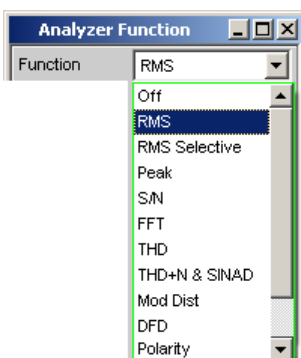 Analyzer Function
Function RMS
Off
RMS
RMS Selective
Peak
S/N
FFT
THD
THD+N & SINAD
Mod Dist
DFD
Polarity